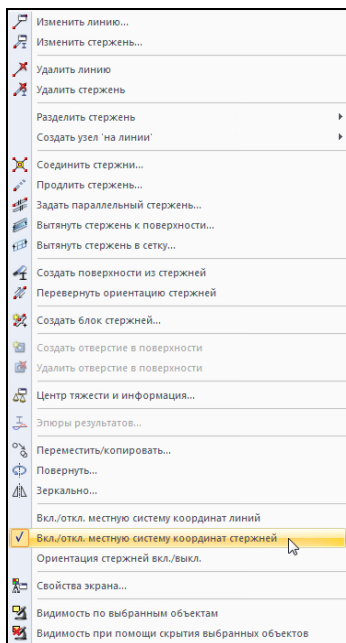 Изменить линию...
Изменить стержень...
Удалить линию
Удалить стержень
Разделить стержень
Создать узел 'на линии'
Соединить стержни...
Продлить стержень...
Задать параллельный стержень...
Вытянуть стержень к поверхности...
Вытянуть стержень в сетку...
Создать поверхности из стержней
Перевернуть ориентацию стержней
Создать блок стержней...
Создать отверстие в поверхности
Удалить отверстие в поверхности
Центр тяжести и информация...
Эпюры результатов...
Переместить/копировать...
Повернуть...
Зеркально...
Вкл./откл. местную систему координат линий
Вкл./откл. местную систему координат стержней
Ориентация стержней вкл./выкл.
Свойства экрана...
Видимость по выбранным объектам
Видимость при помощи скрытия выбранных объектов